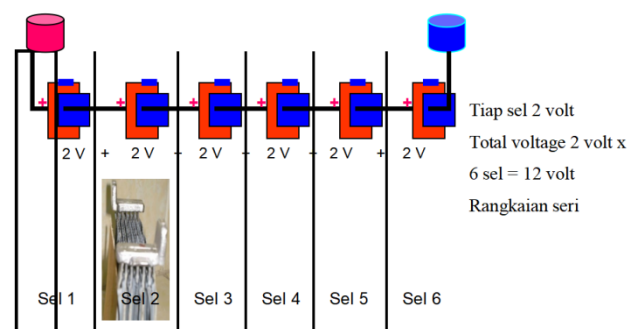 + + + + + +
2 V + 2 V + 2 V + 2 V + 2 V + 2 V
Sel 1 Sel 2 Sel 3 Sel 4 Sel 5 Sel 6
Tiap sel 2 volt
Total voltage 2 volt x
6 sel = 12 volt
Rangkaian seri